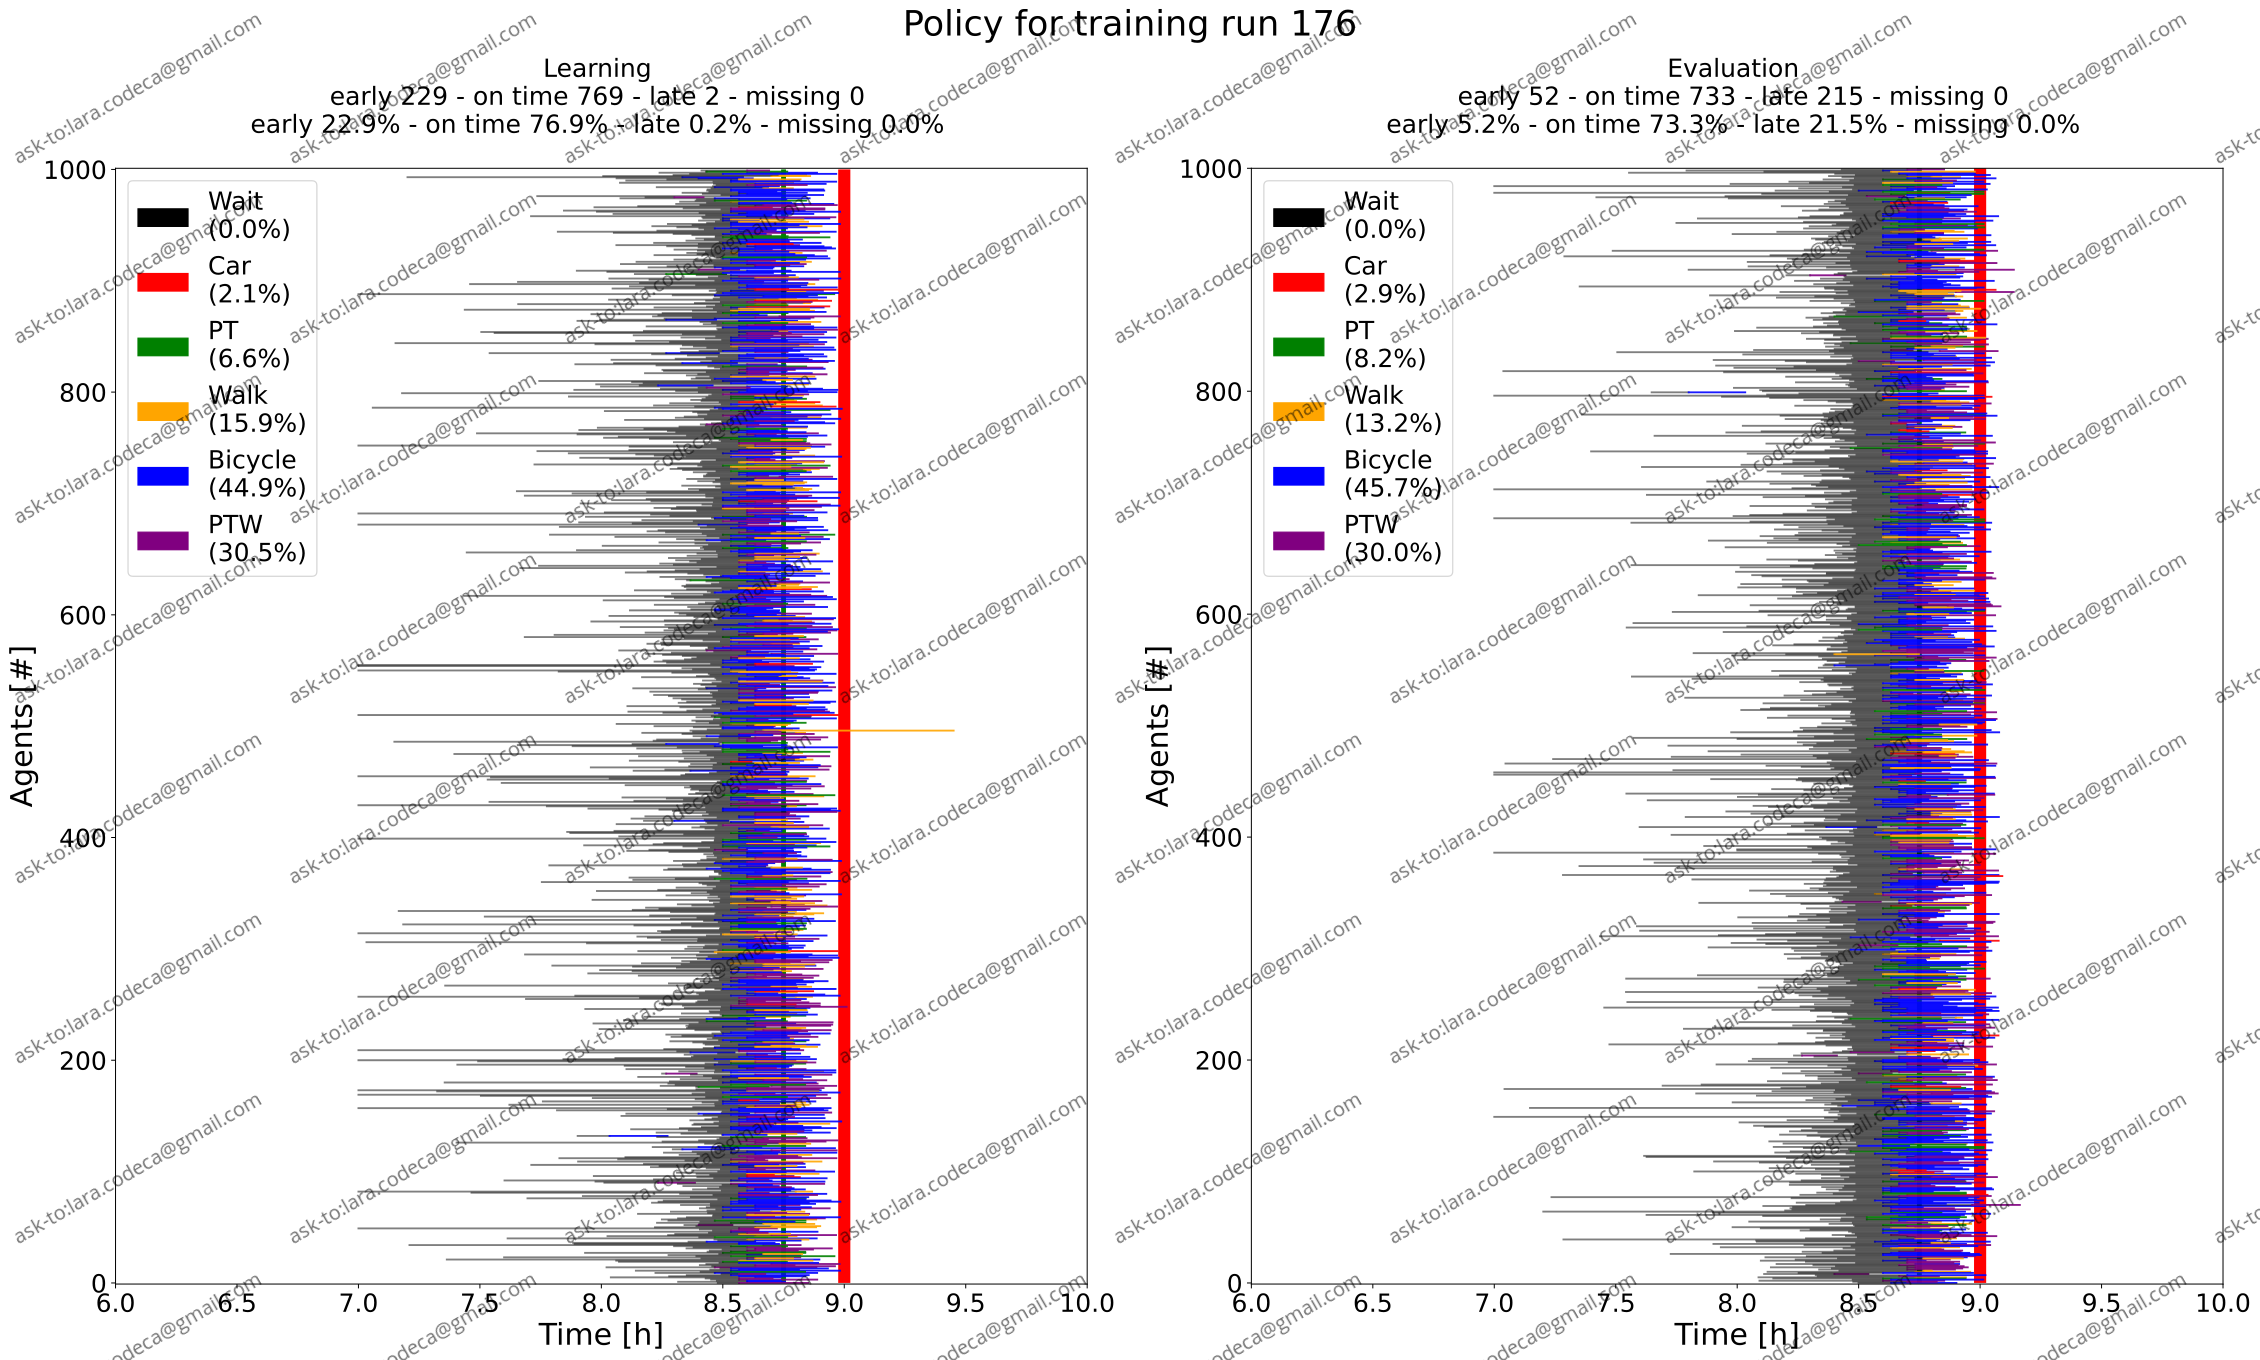 Policy for training run 176
Learning
early 229 - on time 769 - late 2 - missing 0
early 22.9% - on time 76.9% - late 0.2% - missing 0.0%
Wait
(0.0%)
Car
(2.1%)
PT
(6.6%)
Walk
(15.9%)
Bicycle
(44.9%)
PTW
(30.5%)
1000
800
600
400
200
0
Agents [#]
6.0 6.5 7.0 7.5 8.0 8.5 9.0 9.5 10.0
Time [h]
Evaluation
early 52 - on time 733 - late 215 - missing 0
early 5.2% - on time 73.3% - late 21.5% - missing 0.0%
Wait
(0.0%)
Car
(2.9%)
PT
(8.2%)
Walk
(13.2%)
Bicycle
(45.7%)
PTW
(30.0%)
1000
800
600
400
200
0
Agents [#]
6.0 6.5 7.0 7.5 8.0 8.5 9.0 9.5 10.0
Time [h]
ask-to:lara.codeca@gmail.com